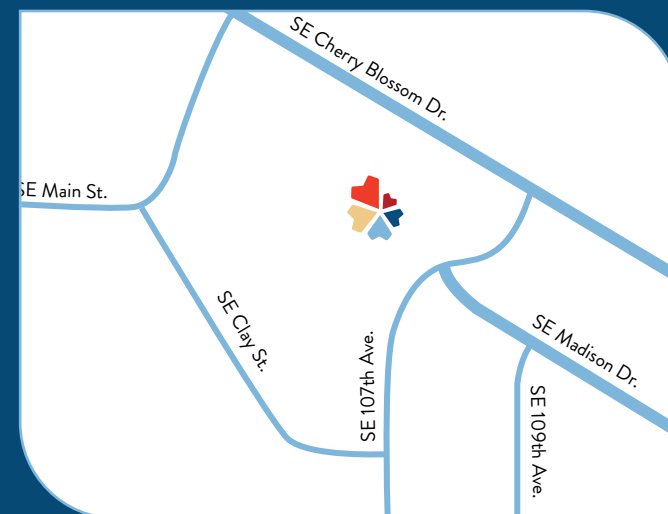 SE Cherry Blossom Dr.
SE Main St.
SE Clay St.
SE 107th Ave.
SE Madison Dr.
SE 109th Ave.